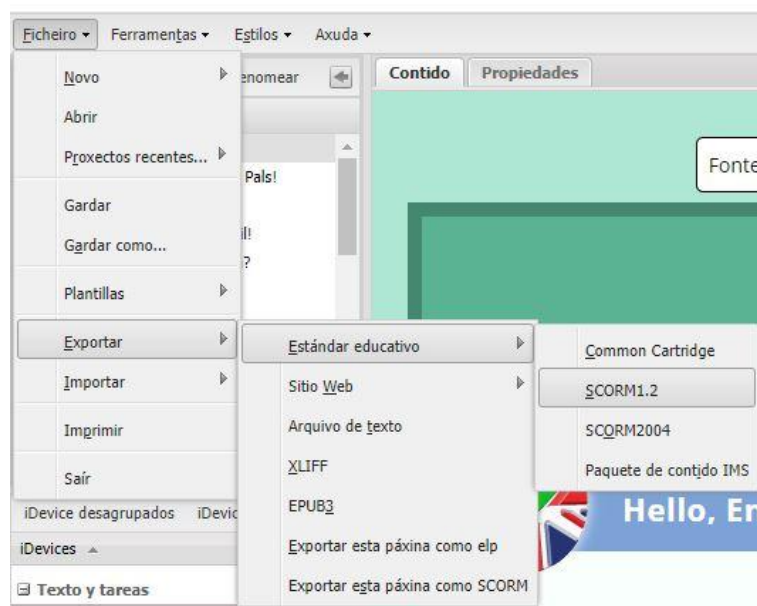 Ficheiro Ferramentas Estilos Axuda
Novo
Abrir
Proxectos recentes...
Gardar
Gardar como...
Plantillas
Exportar
Importar
Imprimir
Saír
enomear
Pals!
il!
?
Contido Propiedades
Fonte
Estándar educativo
Sitio Web
Arquivo de texto
XLIFF
EPUB3
Exportar esta páxina como elp
Exportar esta páxina como SCORM
Common Cartridge
SCORM1.2
SCORM2004
Paquete de contido IMS
Hello, En
iDevice desagrupados iDevic
iDevices
Texto y tareas